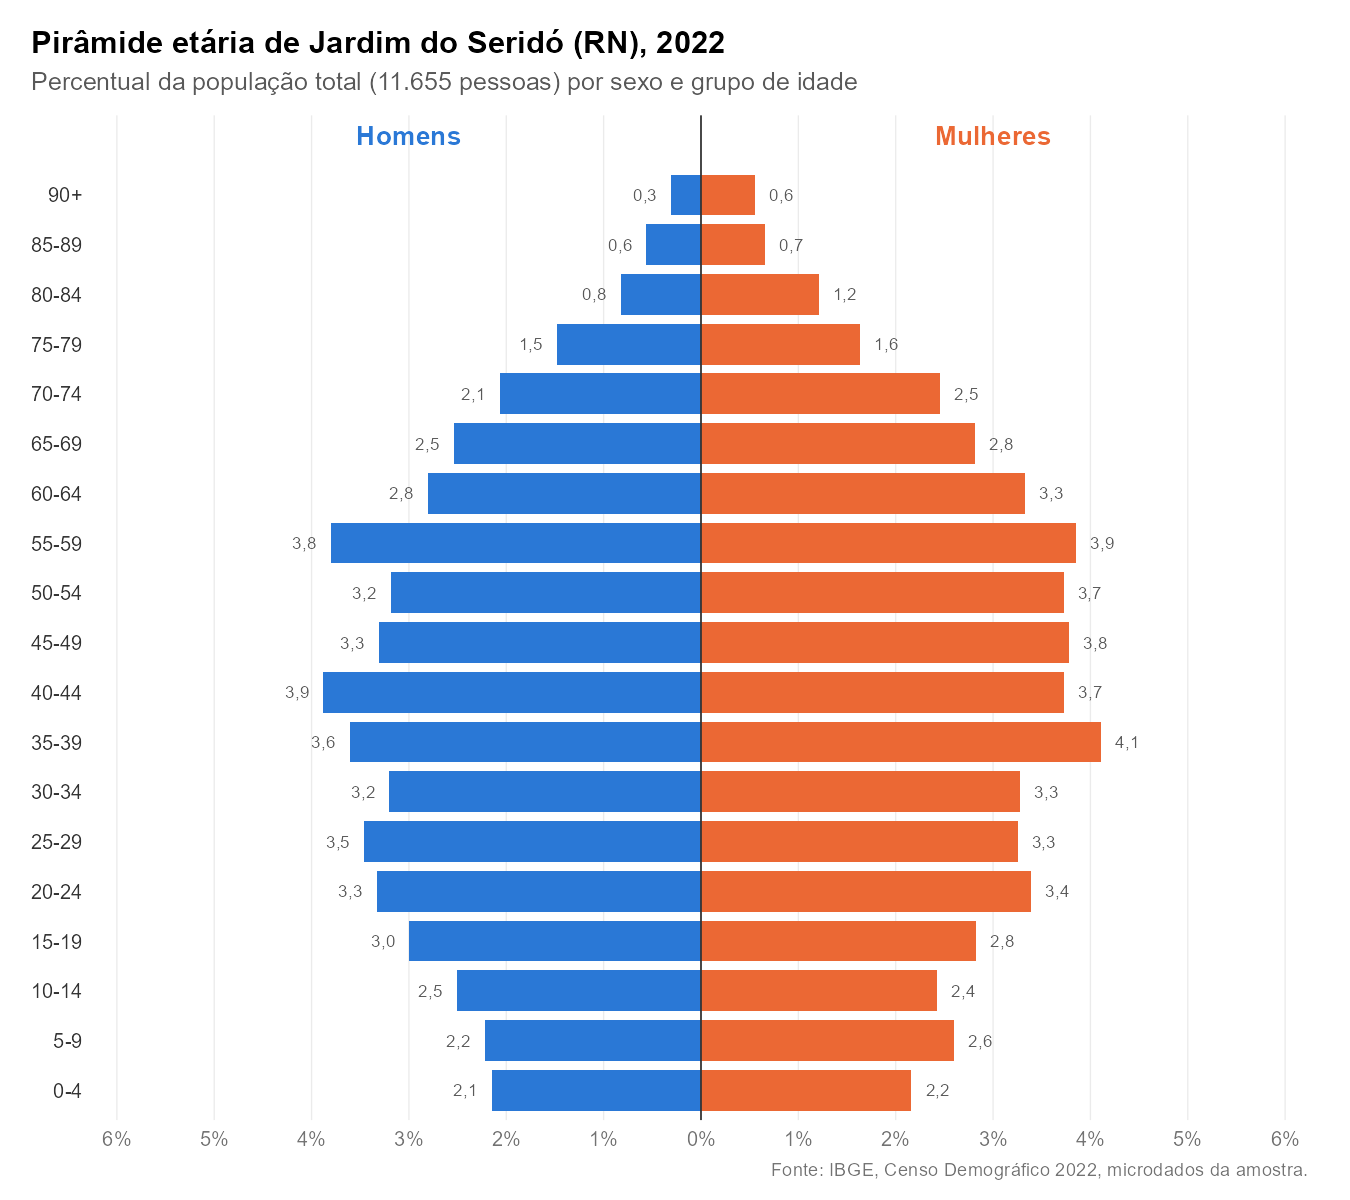 Pirâmide etária de Jardim do Seridó (RN), 2022
Percentual da população total (11.655 pessoas) por sexo e grupo de idade
Homens Mulheres
90+ 0,3 0,6
85-89 0,6 0,7
80-84 0,8 1,2
75-79 1,5 1,6
70-74 2,1 2,5
65-69 2,5 2,8
60-64 2,8 3,3
55-59 3,8 3,9
50-54 3,2 3,7
45-49 3,3 3,8
40-44 3,9 3,7
35-39 3,6 4,1
30-34 3,2 3,3
25-29 3,5 3,3
20-24 3,3 3,4
15-19 3,0 2,8
10-14 2,5 2,4
5-9 2,2 2,6
0-4 2,1 2,2
6% 5% 4% 3% 2% 1% 0% 1% 2% 3% 4% 5% 6%
Fonte: IBGE, Censo Demográfico 2022, microdados da amostra.